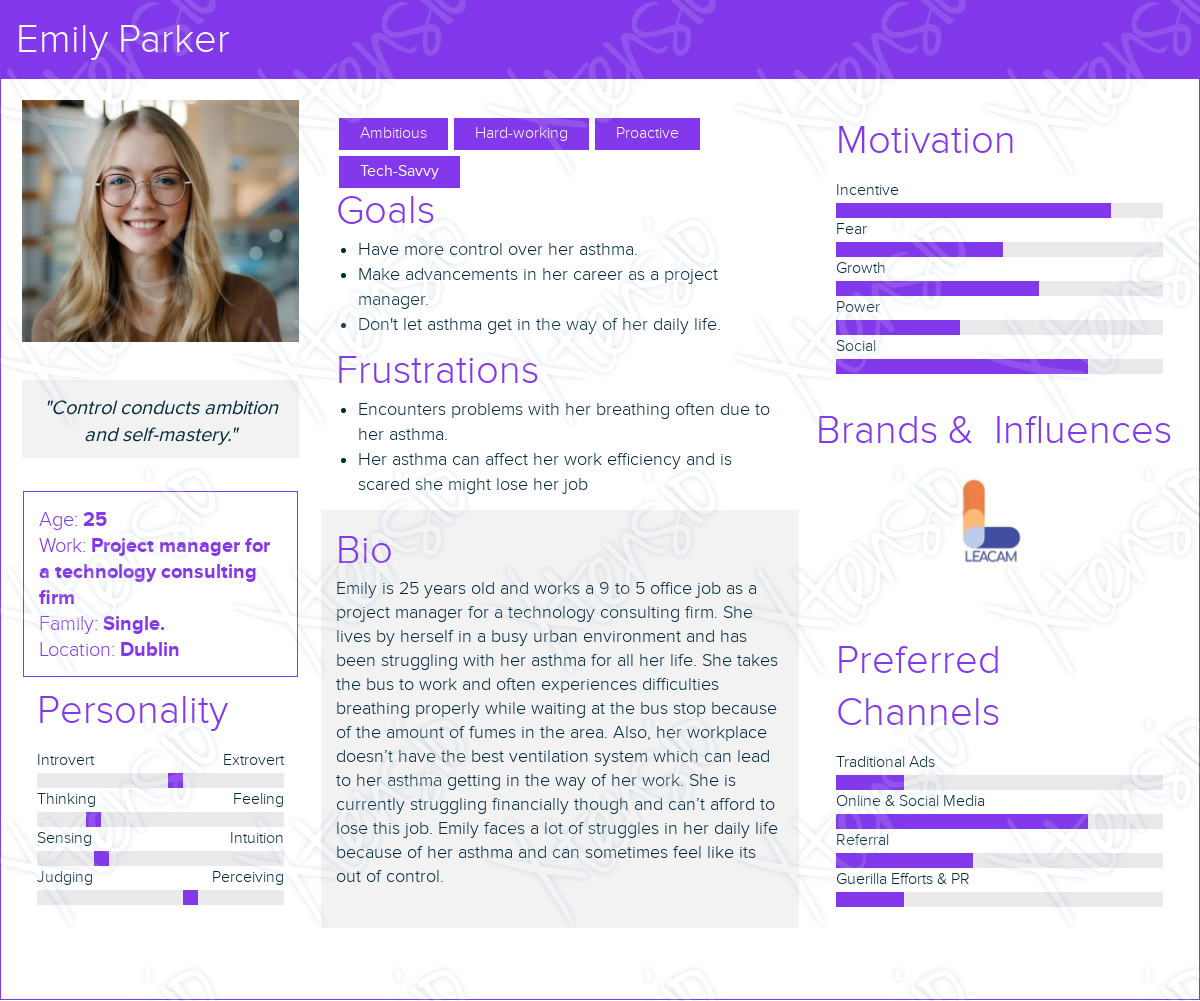 Emily Parker
"Control conducts ambition
and self-mastery."
Age: 25
Work: Project manager for
a technology consulting
firm
Family: Single.
Location: Dublin
Personality
Introvert Extrovert
Thinking Feeling
Sensing Intuition
Judging Perceiving
Ambitious Hard-working Proactive
Tech-Savvy
Goals
Have more control over her asthma.
Make advancements in her career as a project
manager.
Don't let asthma get in the way of her daily life.
Frustrations
Encounters problems with her breathing often due to
her asthma.
Her asthma can affect her work efficiency and is
scared she might lose her job
Bio
Emily is 25 years old and works a 9 to 5 office job as a
project manager for a technology consulting firm. She
lives by herself in a busy urban environment and has
been struggling with her asthma for all her life. She takes
the bus to work and often experiences difficulties
breathing properly while waiting at the bus stop because
of the amount of fumes in the area. Also, her workplace
doesn’t have the best ventilation system which can lead
to her asthma getting in the way of her work. She is
currently struggling financially though and can’t afford to
lose this job. Emily faces a lot of struggles in her daily life
because of her asthma and can sometimes feel like its
out of control.
Motivation
Incentive
Fear
Growth
Power
Social
Brands & Influences
LEACAM
Preferred
Channels
Traditional Ads
Online & Social Media
Referral
Guerilla Efforts & PR
Xtensio